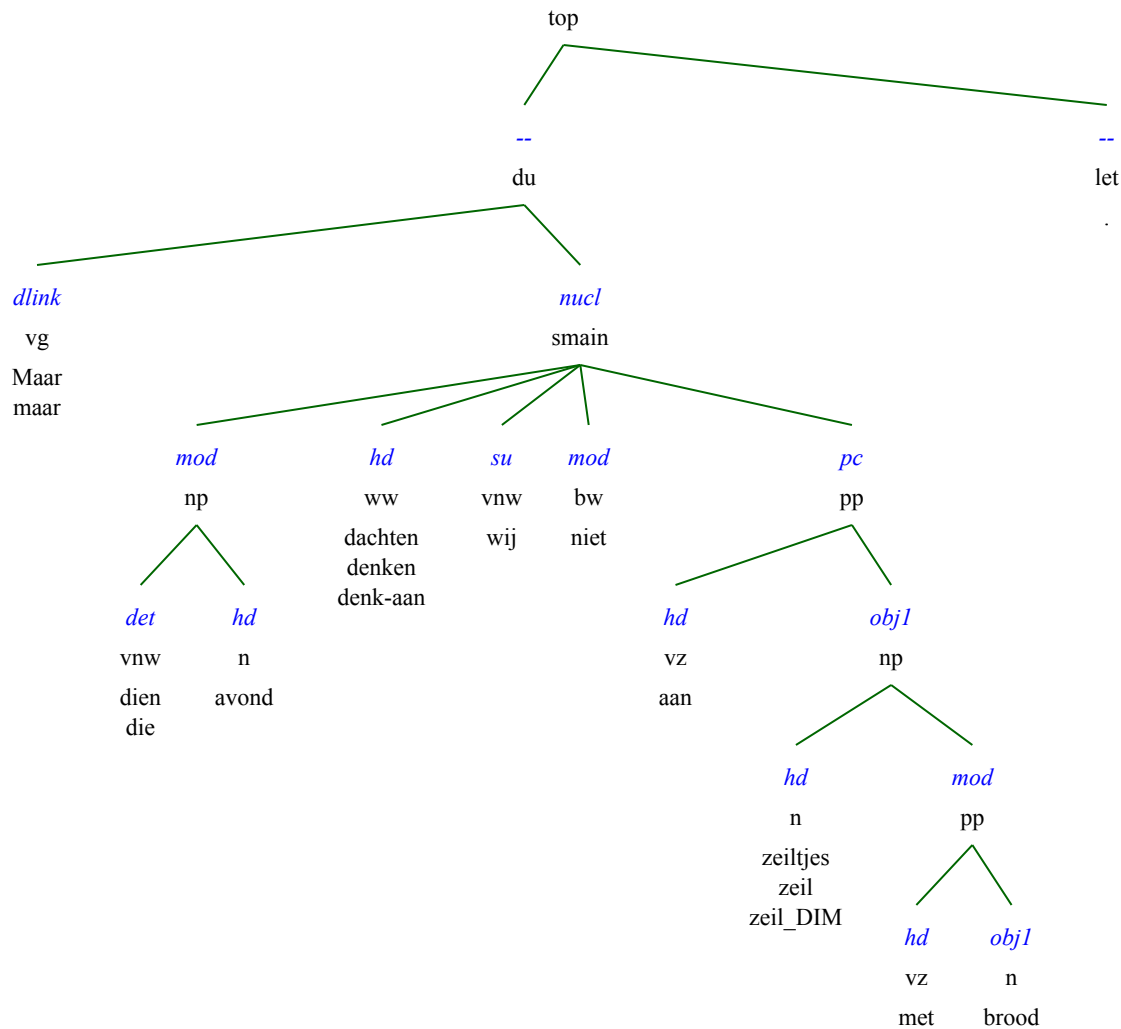 top
-- --
du let
.
dlink nucl
vg smain
Maar
maar
mod hd su mod pc
np ww vnw bw pp
dachten wij niet
denken
denk-aan
det hd hd obj1
vnw n vz np
dien avond aan
die
hd mod
n pp
zeiltjes
zeil
zeil_DIM
hd obj1
vz n
met brood